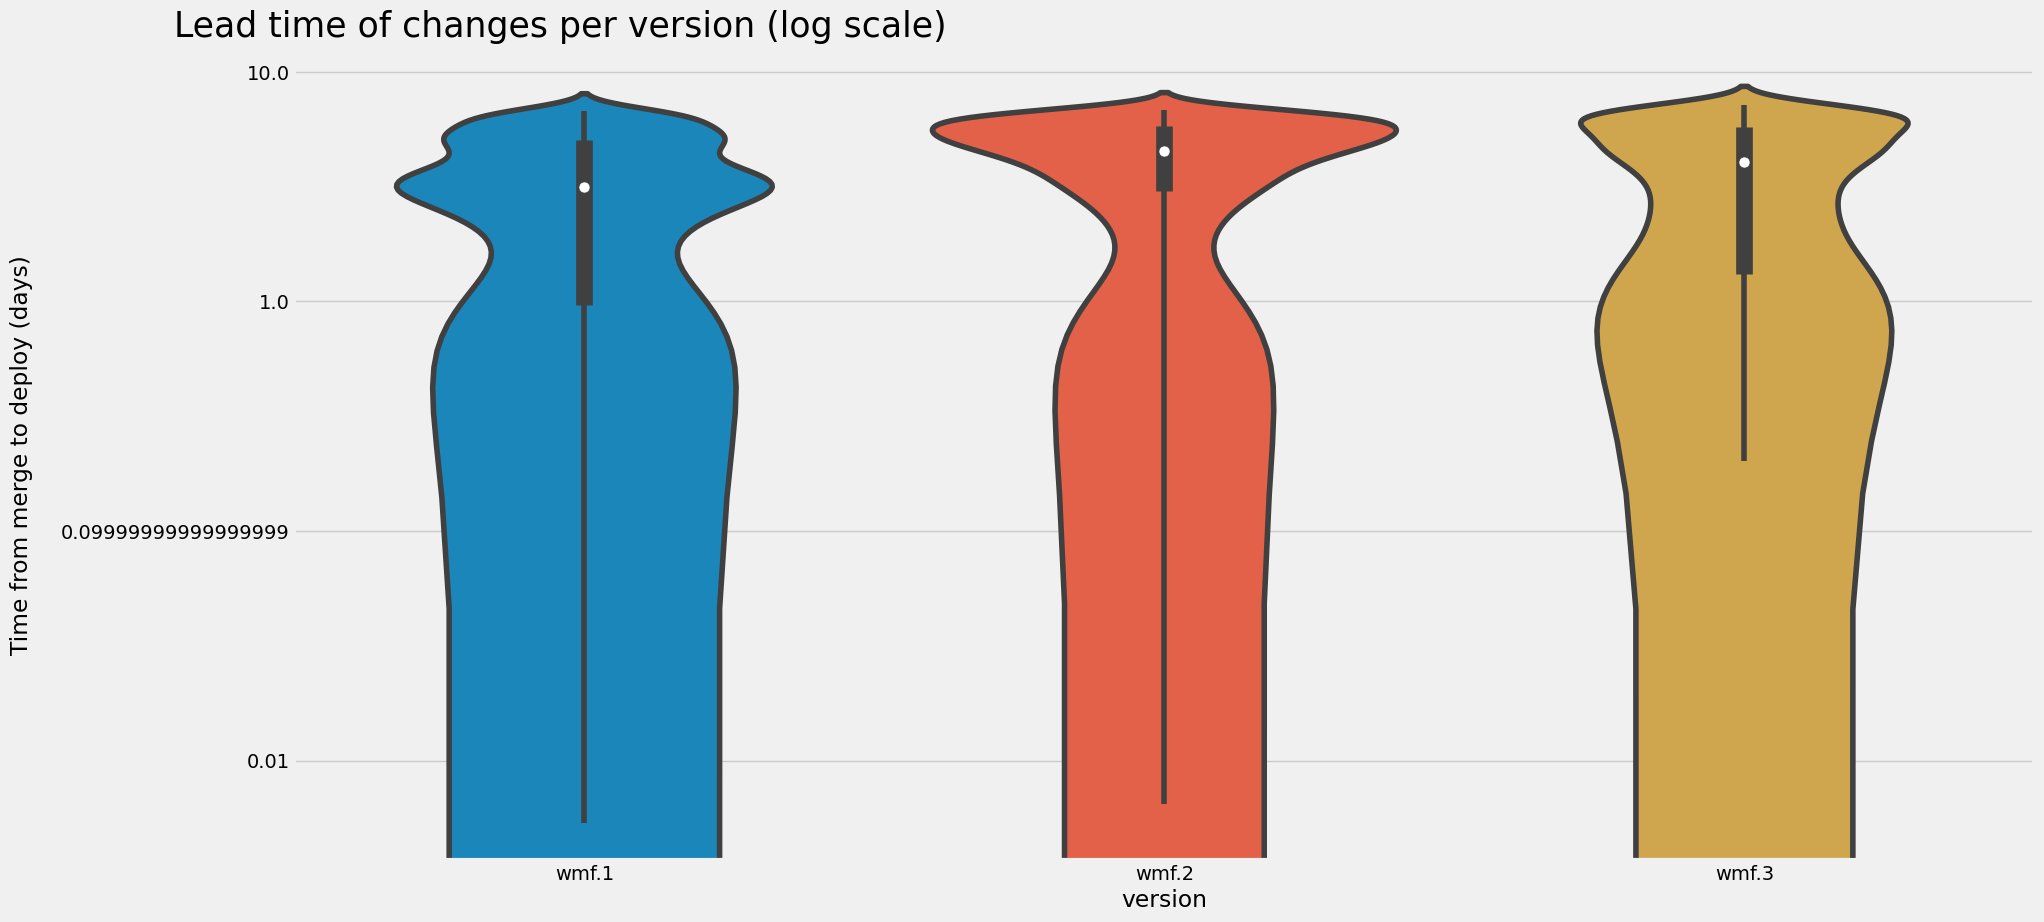 Lead time of changes per version (log scale)
Time from merge to deploy (days)
10.0
1.0
0.09999999999999999
0.01
wmf.1
wmf.2
wmf.3
version